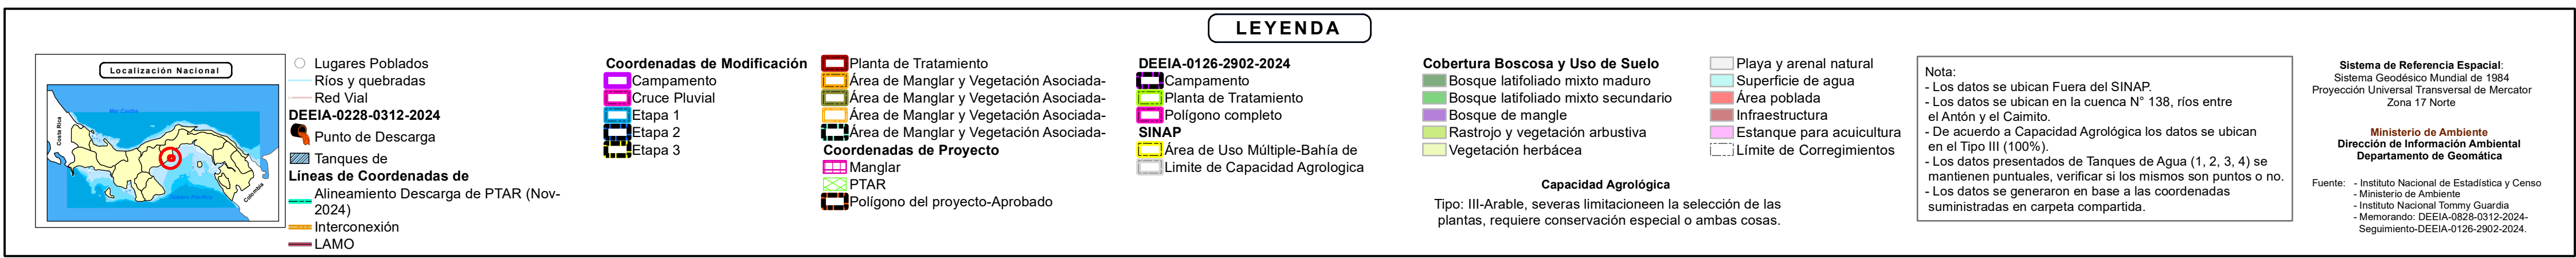 LEYENDA
Localización Nacional
Mar Caribe
Costa Rica
Océano Pacífico
Colombia
Lugares Poblados
Ríos y quebradas
Red Vial
DEEIA-0228-0312-2024
Punto de Descarga
Tanques de
Líneas de Coordenadas de
Alineamiento Descarga de PTAR (Nov-
2024)
Interconexión
LAMO
Coordenadas de Modificación
Campamento
Cruce Pluvial
Etapa 1
Etapa 2
Etapa 3
Planta de Tratamiento
Área de Manglar y Vegetación Asociada-
Área de Manglar y Vegetación Asociada-
Área de Manglar y Vegetación Asociada-
Área de Manglar y Vegetación Asociada-
Coordenadas de Proyecto
Manglar
PTAR
Polígono del proyecto-Aprobado
DEEIA-0126-2902-2024
Campamento
Planta de Tratamiento
Polígono completo
SINAP
Área de Uso Múltiple-Bahía de
Limite de Capacidad Agrologica
Cobertura Boscosa y Uso de Suelo
Bosque latifoliado mixto maduro
Bosque latifoliado mixto secundario
Bosque de mangle
Rastrojo y vegetación arbustiva
Vegetación herbácea
Playa y arenal natural
Superficie de agua
Área poblada
Infraestructura
Estanque para acuicultura
Límite de Corregimientos
Capacidad Agrológica
Tipo: III-Arable, severas limitacioneen la selección de las
plantas, requiere conservación especial o ambas cosas.
Nota:
- Los datos se ubican Fuera del SINAP.
- Los datos se ubican en la cuenca N° 138, ríos entre
el Antón y el Caimito.
- De acuerdo a Capacidad Agrológica los datos se ubican
en el Tipo III (100%).
- Los datos presentados de Tanques de Agua (1, 2, 3, 4) se
mantienen puntuales, verificar si los mismos son puntos o no.
- Los datos se generaron en base a las coordenadas
suministradas en carpeta compartida.
Sistema de Referencia Espacial:
Sistema Geodésico Mundial de 1984
Proyección Universal Transversal de Mercator
Zona 17 Norte
Ministerio de Ambiente
Dirección de Información Ambiental
Departamento de Geomática
Fuente: - Instituto Nacional de Estadística y Censo
- Ministerio de Ambiente
- Instituto Nacional Tommy Guardia
- Memorando: DEEIA-0828-0312-2024-
Seguimiento-DEEIA-0126-2902-2024.